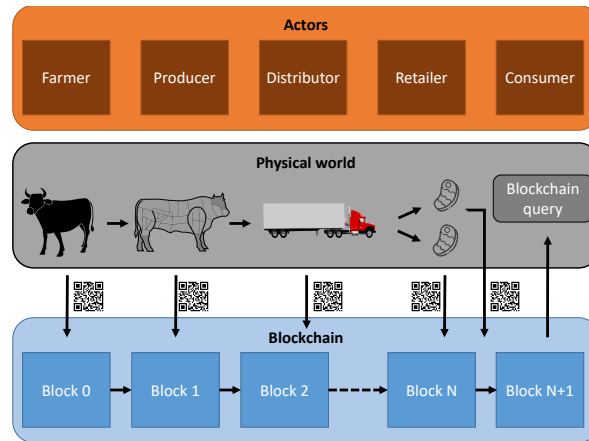 Actors
Farmer
Producer
Distributor
Retailer
Consumer
Physical world
Blockchain
query
Blockchain
Block 0
Block 1
Block 2
Block N
Block N+1